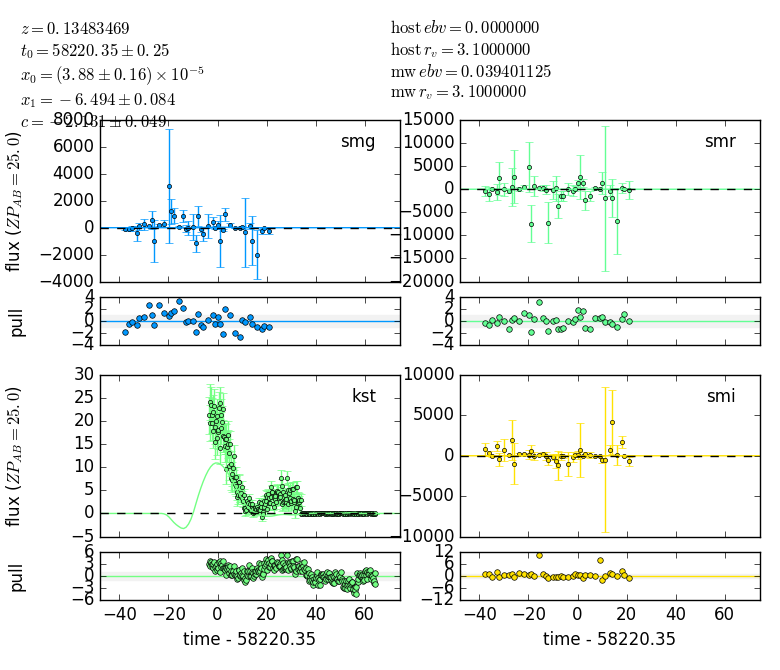 z = 0.13483469
t₀ = 58220.35 ± 0.25
x₀ = (3.88 ± 0.16) × 10⁻⁵
x₁ = −6.494 ± 0.084
c = −2.131 ± 0.049
host ebv = 0.0000000
host r_v = 3.1000000
mw ebv = 0.039401125
mw r_v = 3.1000000
8000
6000
4000
2000
0
−2000
−4000
flux (ZP_AB = 25.0)
smg
15000
10000
5000
0
−5000
−10000
−15000
−20000
smr
4
2
0
−2
−4
pull
4
2
0
−2
−4
30
25
20
15
10
5
0
−5
flux (ZP_AB = 25.0)
kst
10000
5000
0
−5000
−10000
smi
6
3
0
−3
−6
pull
12
6
0
−6
−12
−40 −20 0 20 40 60
−40 −20 0 20 40 60
time - 58220.35
time - 58220.35